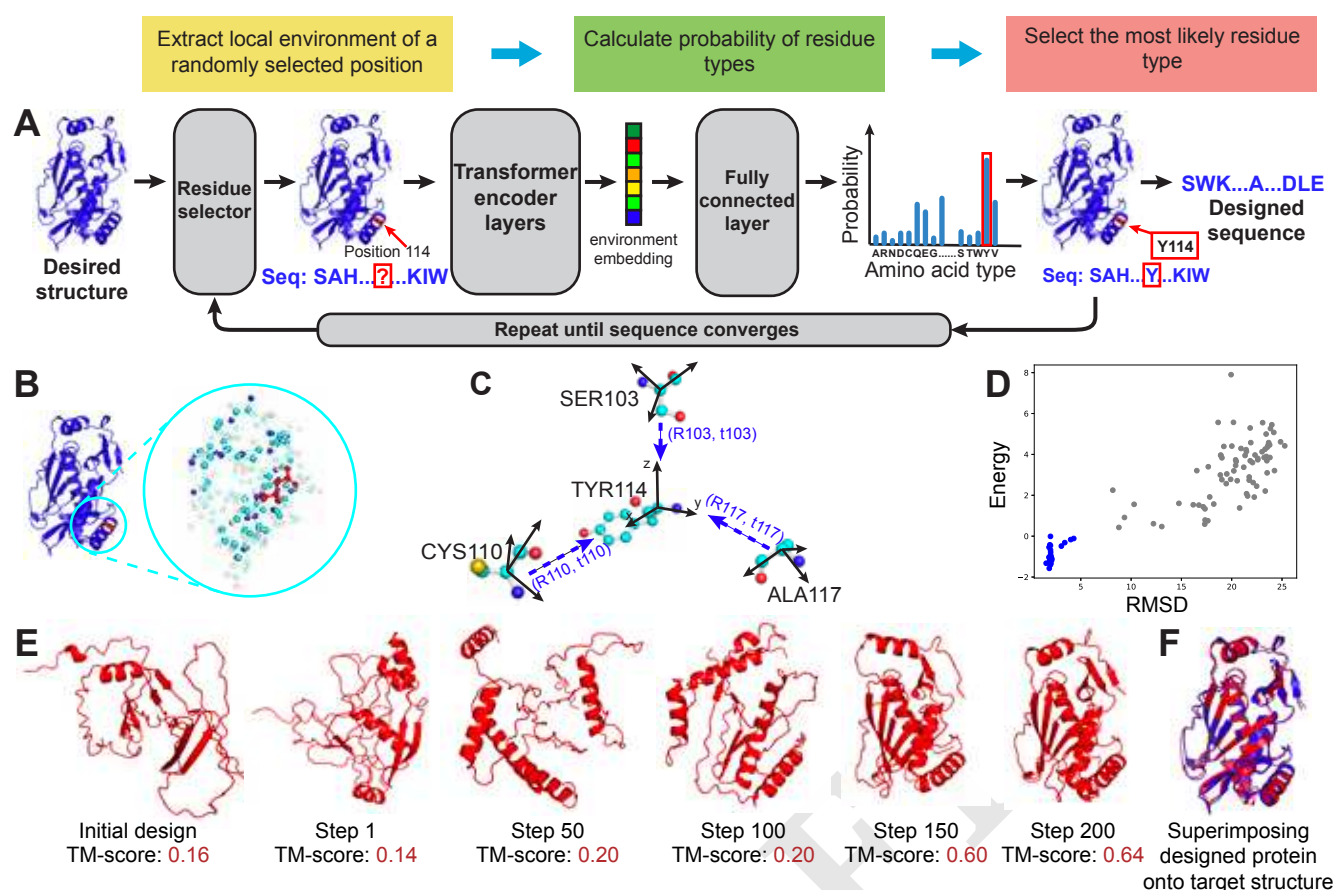 Extract local environment of a
randomly selected position
Calculate probability of residue
types
Select the most likely residue
type
A
Desired
structure
Residue
selector
Position 114
Seq: SAH...?...KIW
Transformer
encoder
layers
environment
embedding
Fully
connected
layer
Probability
ARNDCQEG......STWYV
Amino acid type
Y114
Seq: SAH...Y...KIW
SWK...A...DLE
Designed
sequence
Repeat until sequence converges
B
C
SER103
(R103, t103)
z
TYR114
x
y
(R117, t117)
CYS110
(R110, t110)
ALA117
D
Energy
8
6
4
2
0
−2
5
10
15
20
25
RMSD
E
Initial design
TM-score: 0.16
Step 1
TM-score: 0.14
Step 50
TM-score: 0.20
Step 100
TM-score: 0.20
Step 150
TM-score: 0.60
Step 200
TM-score: 0.64
F
Superimposing
designed protein
onto target structure